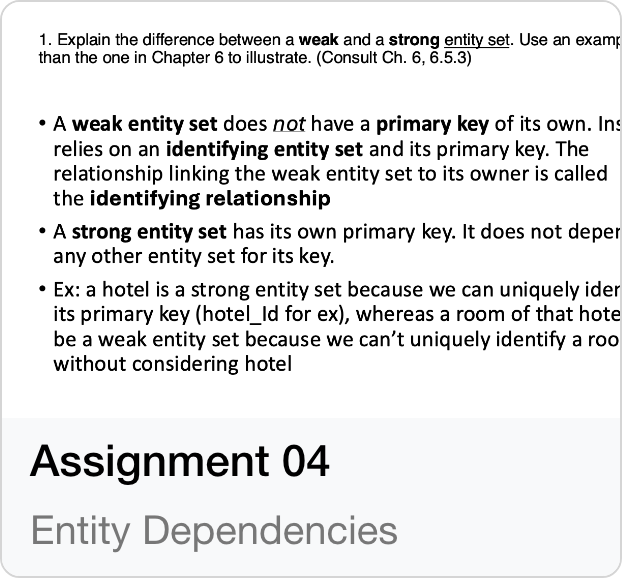 1. Explain the difference between a weak and a strong entity set. Use an examp
than the one in Chapter 6 to illustrate. (Consult Ch. 6, 6.5.3)
• A weak entity set does not have a primary key of its own. Ins
relies on an identifying entity set and its primary key. The
relationship linking the weak entity set to its owner is called
the identifying relationship
• A strong entity set has its own primary key. It does not deper
any other entity set for its key.
• Ex: a hotel is a strong entity set because we can uniquely ider
its primary key (hotel_Id for ex), whereas a room of that hote
be a weak entity set because we can’t uniquely identify a roo
without considering hotel
Assignment 04
Entity Dependencies